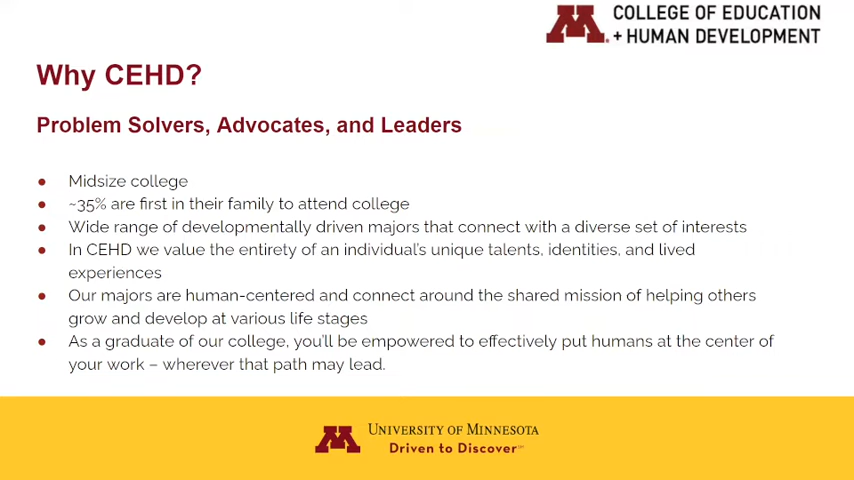 COLLEGE OF EDUCATION
+ HUMAN DEVELOPMENT
Why CEHD?
Problem Solvers, Advocates, and Leaders
● Midsize college
● ~35% are first in their family to attend college
● Wide range of developmentally driven majors that connect with a diverse set of interests
● In CEHD we value the entirety of an individual's unique talents, identities, and lived
experiences
● Our majors are human-centered and connect around the shared mission of helping others
grow and develop at various life stages
● As a graduate of our college, you'll be empowered to effectively put humans at the center of
your work – wherever that path may lead.
M UNIVERSITY OF MINNESOTA
Driven to Discover℠